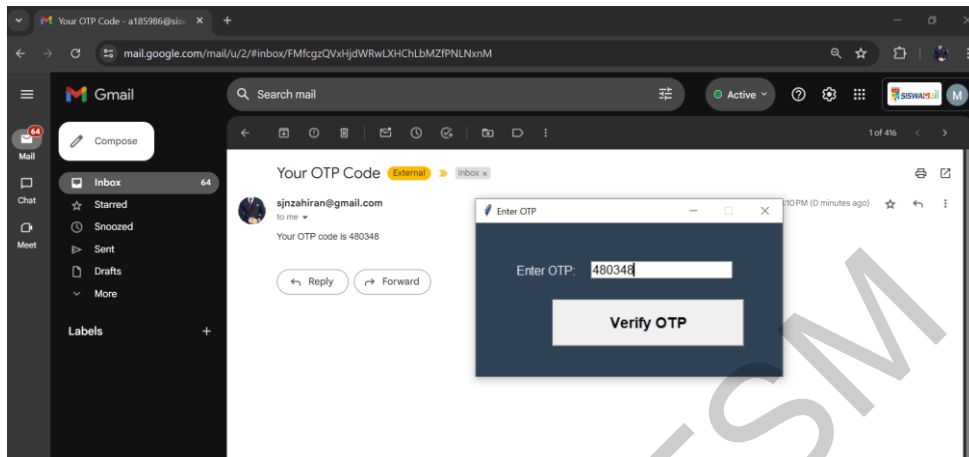 Your OTP Code - a185986@sisw
mail.google.com/mail/u/2/#inbox/FMfcgzQVxHjdWRwLXHChLbMZfPNLNxnM
Gmail
Search mail
Active
SISWAMail
M
64
Mail
Chat
Meet
Compose
Inbox 64
Starred
Snoozed
Sent
Drafts
More
Labels
1 of 416
Your OTP Code External Inbox x
sjnzahiran@gmail.com
:10 PM (0 minutes ago)
to me
Your OTP code is 480348
Reply
Forward
Enter OTP
Enter OTP: 480348
Verify OTP